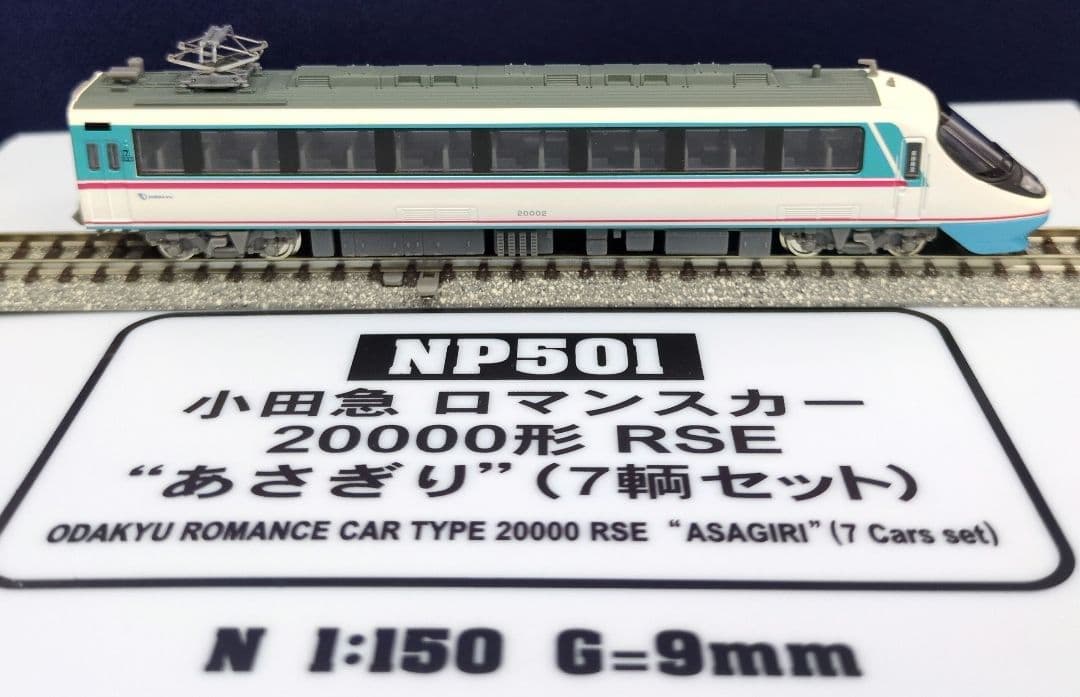 20002
NP501
小田急 ロマンスカー
20000形 RSE
“あさぎり”(7輌セット)
ODAKYU ROMANCE CAR TYPE 20000 RSE “ASAGIRI” (7 Cars set)
N 1:150 G=9mm